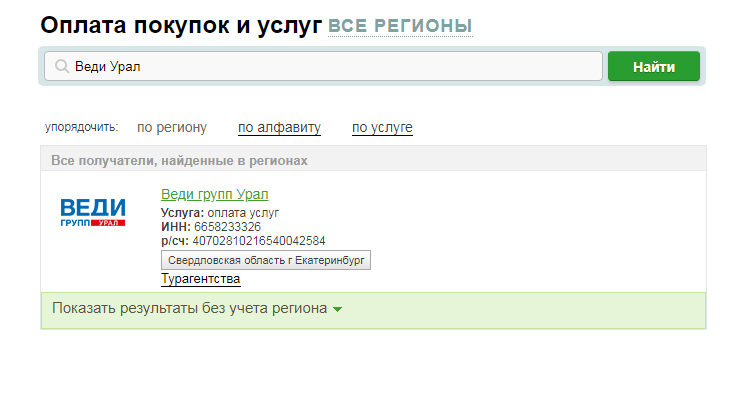 Оплата покупок и услуг ВСЕ РЕГИОНЫ
Веди Урал
Найти
упорядочить: по региону по алфавиту по услуге
Все получатели, найденные в регионах
ВЕДИ
ГРУПП УРАЛ
Веди групп Урал
Услуга: оплата услуг
ИНН: 6658233326
р/сч: 40702810216540042584
Свердловская область г Екатеринбург
Турагентства
Показать результаты без учета региона